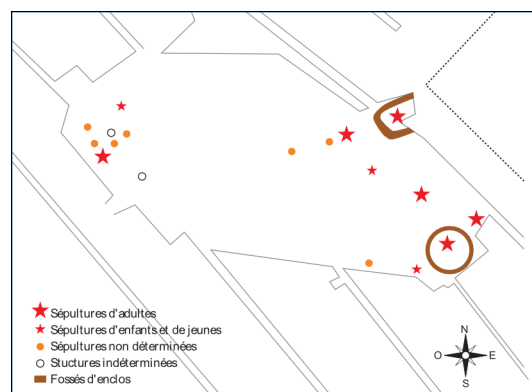 Sépultures d'adultes
Sépultures d'enfants et de jeunes
Sépultures non déterminées
Stuctures indéterminées
Fossés d'enclos
N
O
E
S